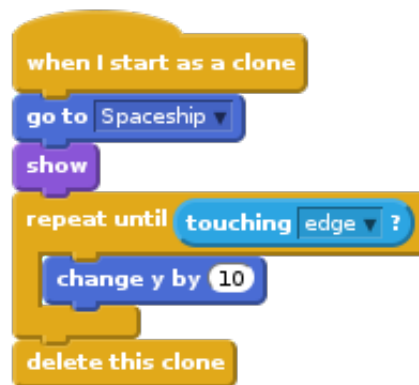 when I start as a clone
go to Spaceship
show
repeat until touching edge ?
change y by 10
delete this clone